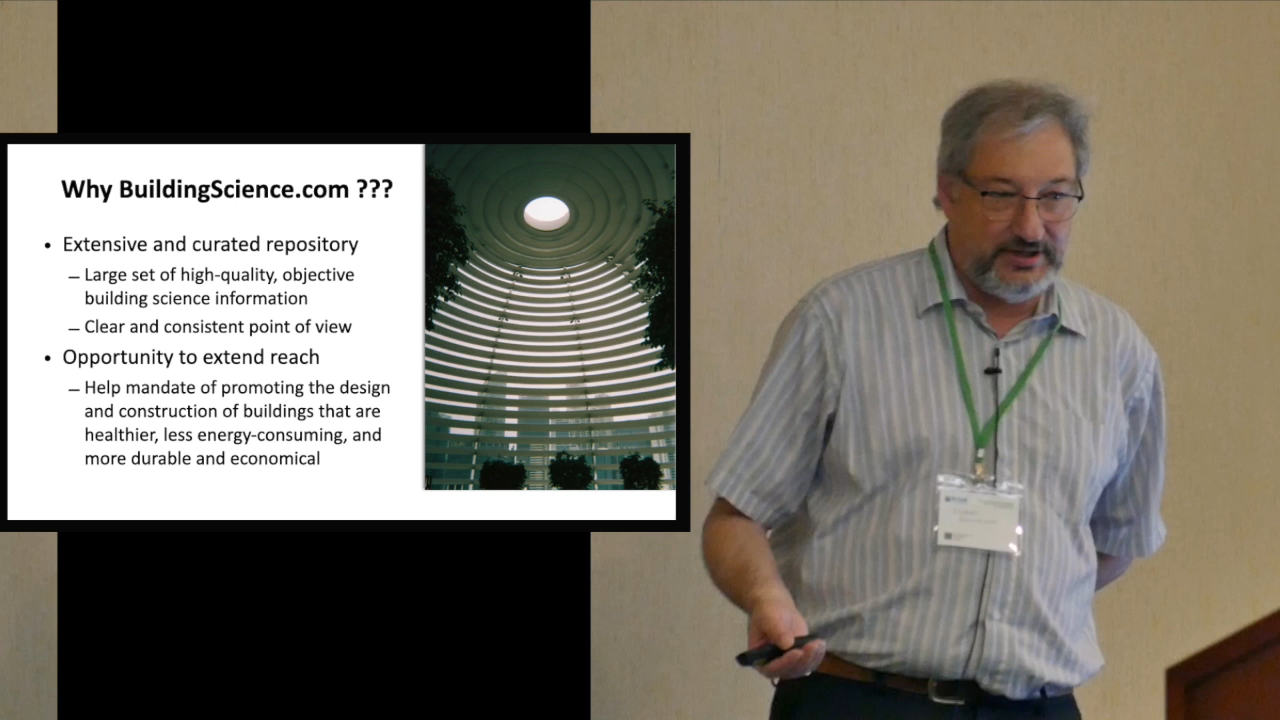 Why BuildingScience.com ???
• Extensive and curated repository
– Large set of high-quality, objective
building science information
– Clear and consistent point of view
• Opportunity to extend reach
– Help mandate of promoting the design
and construction of buildings that are
healthier, less energy-consuming, and
more durable and economical